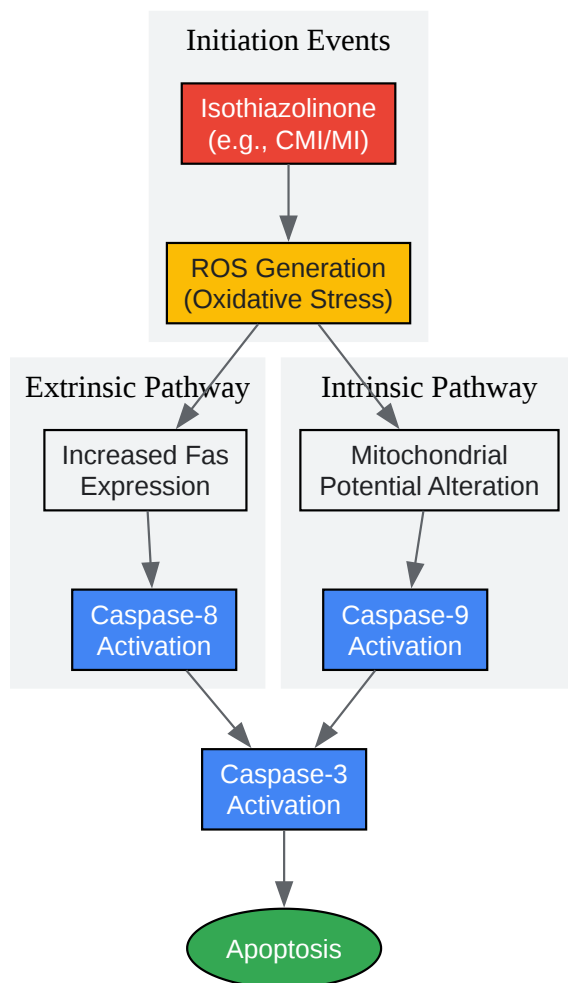 Initiation Events
Isothiazolinone
(e.g., CMI/MI)
ROS Generation
(Oxidative Stress)
Extrinsic Pathway
Intrinsic Pathway
Increased Fas
Expression
Mitochondrial
Potential Alteration
Caspase-8
Activation
Caspase-9
Activation
Caspase-3
Activation
Apoptosis